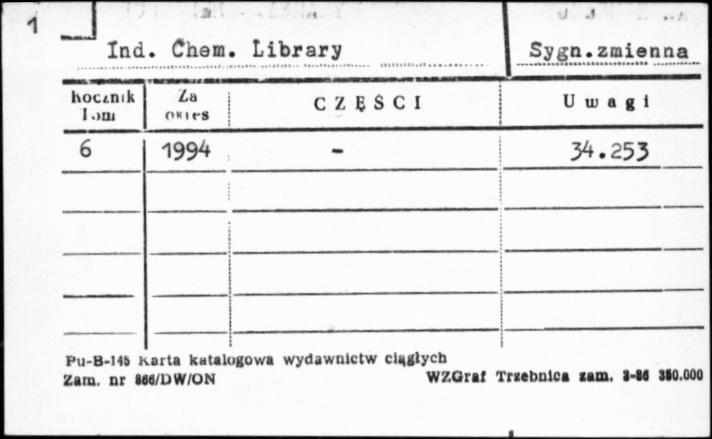 1
Ind. Chem. Library Sygn.zmienna
Rocznik Tom Za okres CZĘŚCI Uwagi
6 1994 - 34.253
Pu-B-145 Karta katalogowa wydawnictw ciągłych
Zam. nr 866/DW/ON WZGraf Trzebnica zam. 3-86 350.000